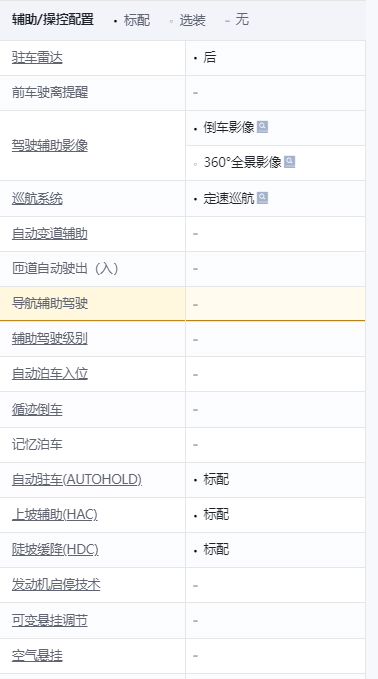 辅助/操控配置 • 标配 ◦ 选装 - 无
驻车雷达 • 后
前车驶离提醒 -
驾驶辅助影像 • 倒车影像
◦ 360°全景影像
巡航系统 • 定速巡航
自动变道辅助 -
匝道自动驶出（入） -
导航辅助驾驶 -
辅助驾驶级别 -
自动泊车入位 -
循迹倒车 -
记忆泊车 -
自动驻车(AUTOHOLD) • 标配
上坡辅助(HAC) • 标配
陡坡缓降(HDC) • 标配
发动机启停技术 -
可变悬挂调节 -
空气悬挂 -